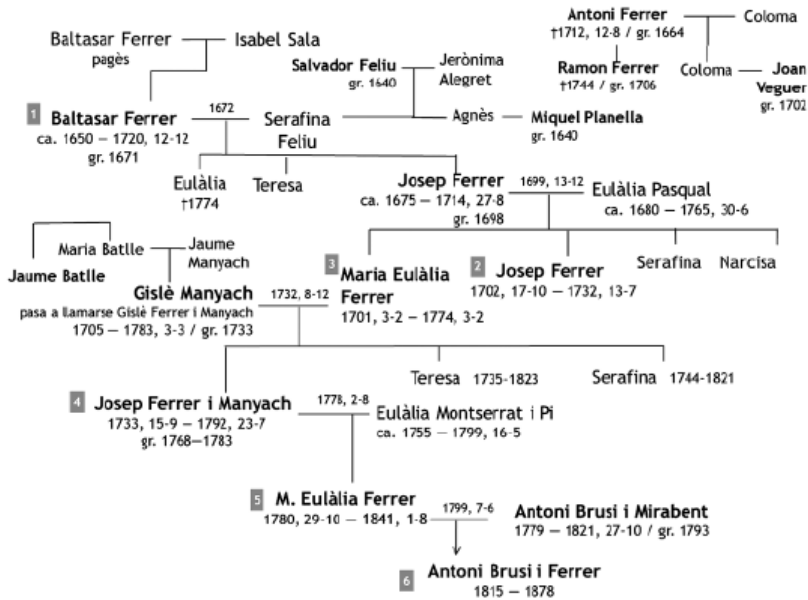 Antoni Ferrer
†1712, 12-8 / gr. 1664
Coloma
Baltasar Ferrer
pagès
Isabel Sala
Salvador Feliu
gr. 1640
Jerònima
Alegret
Ramon Ferrer
†1744 / gr. 1706
Coloma
Joan
Veguer
gr. 1702
1
Baltasar Ferrer
ca. 1650 – 1720, 12-12
gr. 1671
1672
Serafina
Feliu
Agnès
Miquel Planella
gr. 1640
Eulàlia
†1774
Teresa
Josep Ferrer
ca. 1675 – 1714, 27-8
gr. 1698
1699, 13-12
Eulàlia Pasqual
ca. 1680 – 1765, 30-6
Jaume Batlle
Maria Batlle
Jaume
Manyach
Gislè Manyach
pasa a llamarse Gislè Ferrer i Manyach
1705 – 1783, 3-3 / gr. 1733
1732, 8-12
3
Maria Eulàlia
Ferrer
1701, 3-2 – 1774, 3-2
2
Josep Ferrer
1702, 17-10 – 1732, 13-7
Serafina
Narcisa
Teresa 1735-1823
Serafina 1744-1821
4
Josep Ferrer i Manyach
1733, 15-9 – 1792, 23-7
gr. 1768–1783
1778, 2-8
Eulàlia Montserrat i Pi
ca. 1755 – 1799, 16-5
5
M. Eulàlia Ferrer
1780, 29-10 – 1841, 1-8
1799, 7-6
Antoni Brusi i Mirabent
1779 – 1821, 27-10 / gr. 1793
6
Antoni Brusi i Ferrer
1815 – 1878